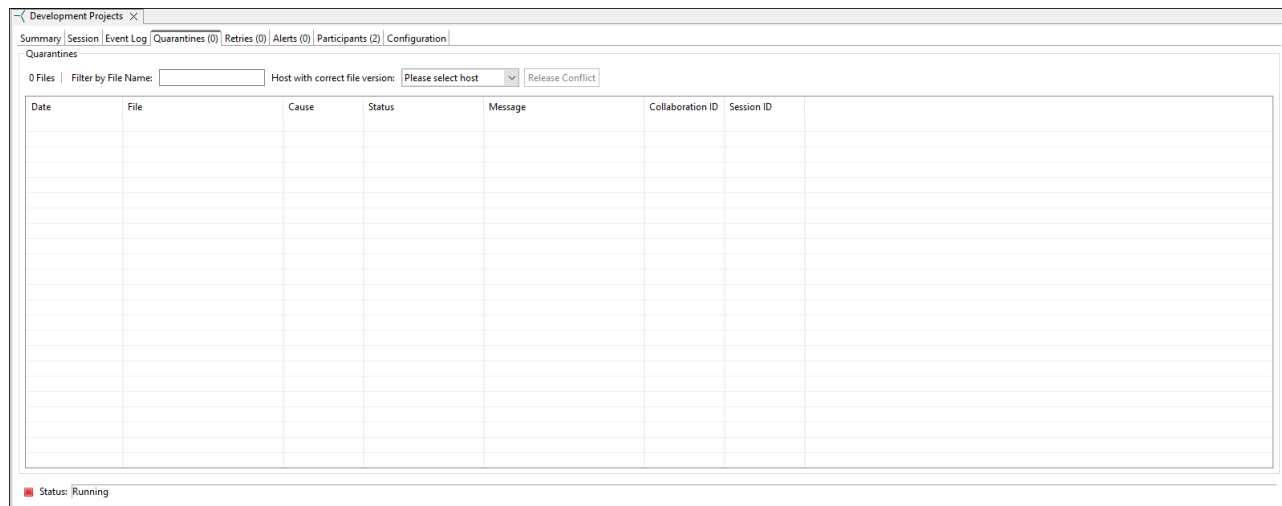 Development Projects
Summary Session Event Log Quarantines (0) Retries (0) Alerts (0) Participants (2) Configuration
Quarantines
0 Files Filter by File Name: Host with correct file version: Please select host Release Conflict
Date File Cause Status Message Collaboration ID Session ID
Status: Running